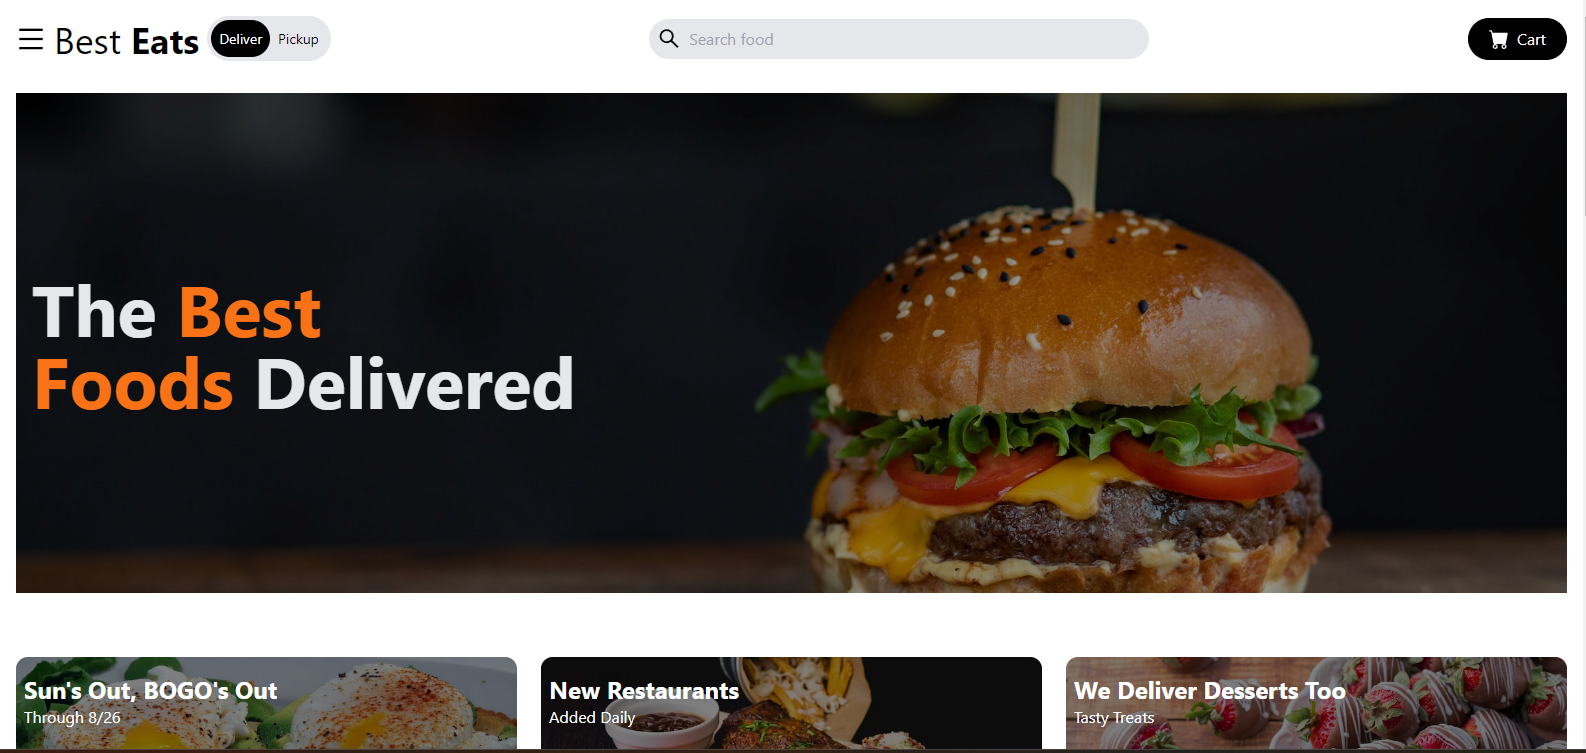 Best Eats
Deliver Pickup
Search food
Cart
The Best
Foods Delivered
Sun's Out, BOGO's Out
Through 8/26
New Restaurants
Added Daily
We Deliver Desserts Too
Tasty Treats